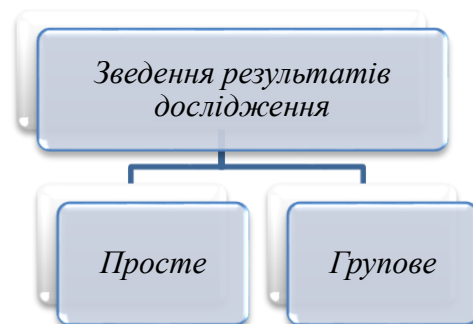 Зведення результатів
дослідження
Просте
Групове